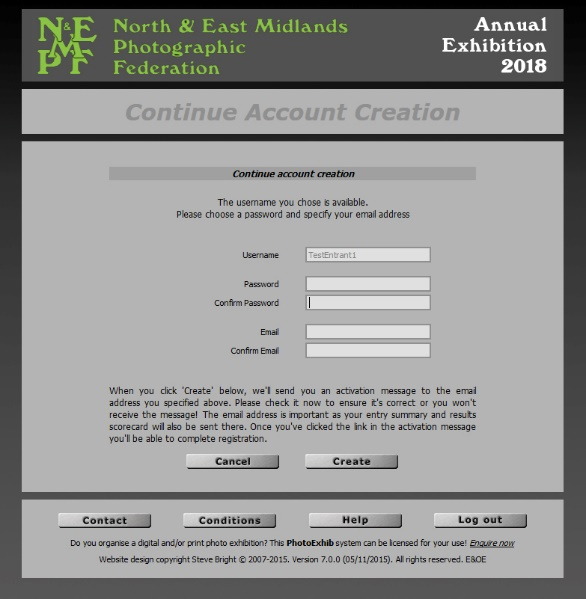 N&E
M
PF
North & East Midlands
Photographic
Federation
Annual
Exhibition
2018
Continue Account Creation
Continue account creation
The username you chose is available.
Please choose a password and specify your email address
Username TestEntrant1
Password
Confirm Password
Email
Confirm Email
When you click 'Create' below, we'll send you an activation message to the email
address you specified above. Please check it now to ensure it's correct or you won't
receive the message! The email address is important as your entry summary and results
scorecard will also be sent there. Once you've clicked the link in the activation message
you'll be able to complete registration.
Cancel Create
Contact Conditions Help Log out
Do you organise a digital and/or print photo exhibition? This PhotoExhib system can be licensed for your use! Enquire now
Website design copyright Steve Bright © 2007-2015. Version 7.0.0 (05/11/2015). All rights reserved. E&OE